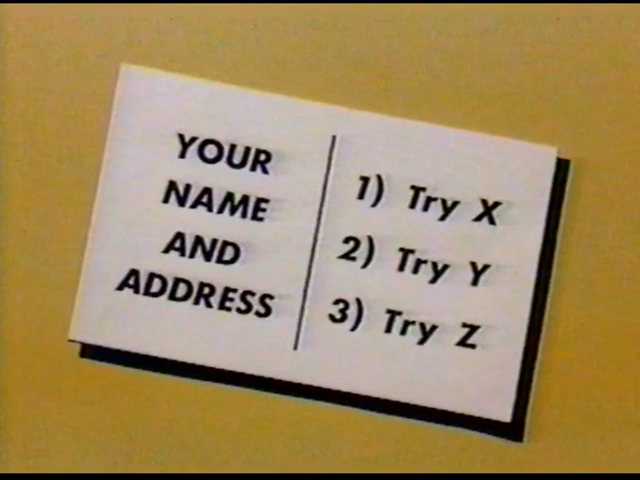 YOUR
NAME
AND
ADDRESS
1) Try X
2) Try Y
3) Try Z